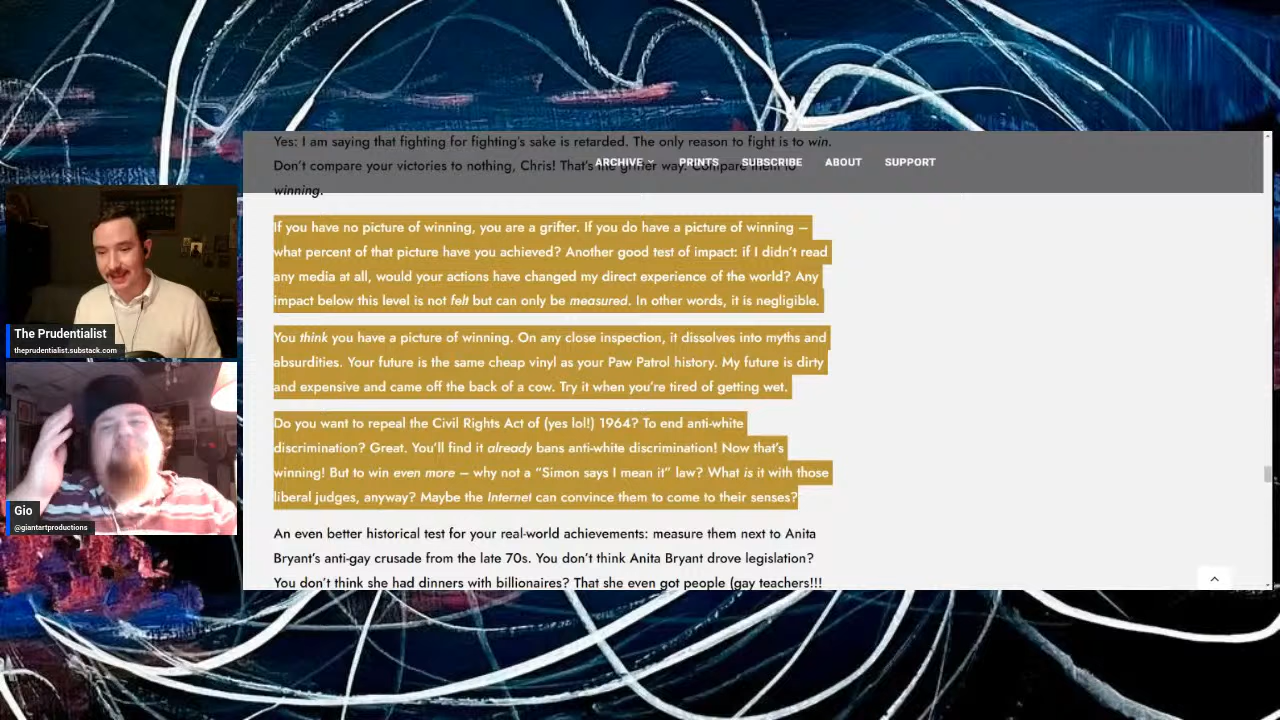 Yes: I am saying that fighting for fighting's sake is retarded. The only reason to fight is to win.
Don't compare your victories to nothing, Chris! That's the grifter way. Compare them to
winning.
ARCHIVE PRINTS SUBSCRIBE ABOUT SUPPORT
If you have no picture of winning, you are a grifter. If you do have a picture of winning –
what percent of that picture have you achieved? Another good test of impact: if I didn't read
any media at all, would your actions have changed my direct experience of the world? Any
impact below this level is not felt but can only be measured. In other words, it is negligible.
You think you have a picture of winning. On any close inspection, it dissolves into myths and
absurdities. Your future is the same cheap vinyl as your Paw Patrol history. My future is dirty
and expensive and came off the back of a cow. Try it when you're tired of getting wet.
Do you want to repeal the Civil Rights Act of (yes lol!) 1964? To end anti-white
discrimination? Great. You'll find it already bans anti-white discrimination! Now that's
winning! But to win even more – why not a “Simon says I mean it” law? What is it with those
liberal judges, anyway? Maybe the Internet can convince them to come to their senses?
An even better historical test for your real-world achievements: measure them next to Anita
Bryant's anti-gay crusade from the late 70s. You don't think Anita Bryant drove legislation?
You don't think she had dinners with billionaires? That she even got people (gay teachers!!!
The Prudentialist
theprudentialist.substack.com
Gio
@giantartproductions